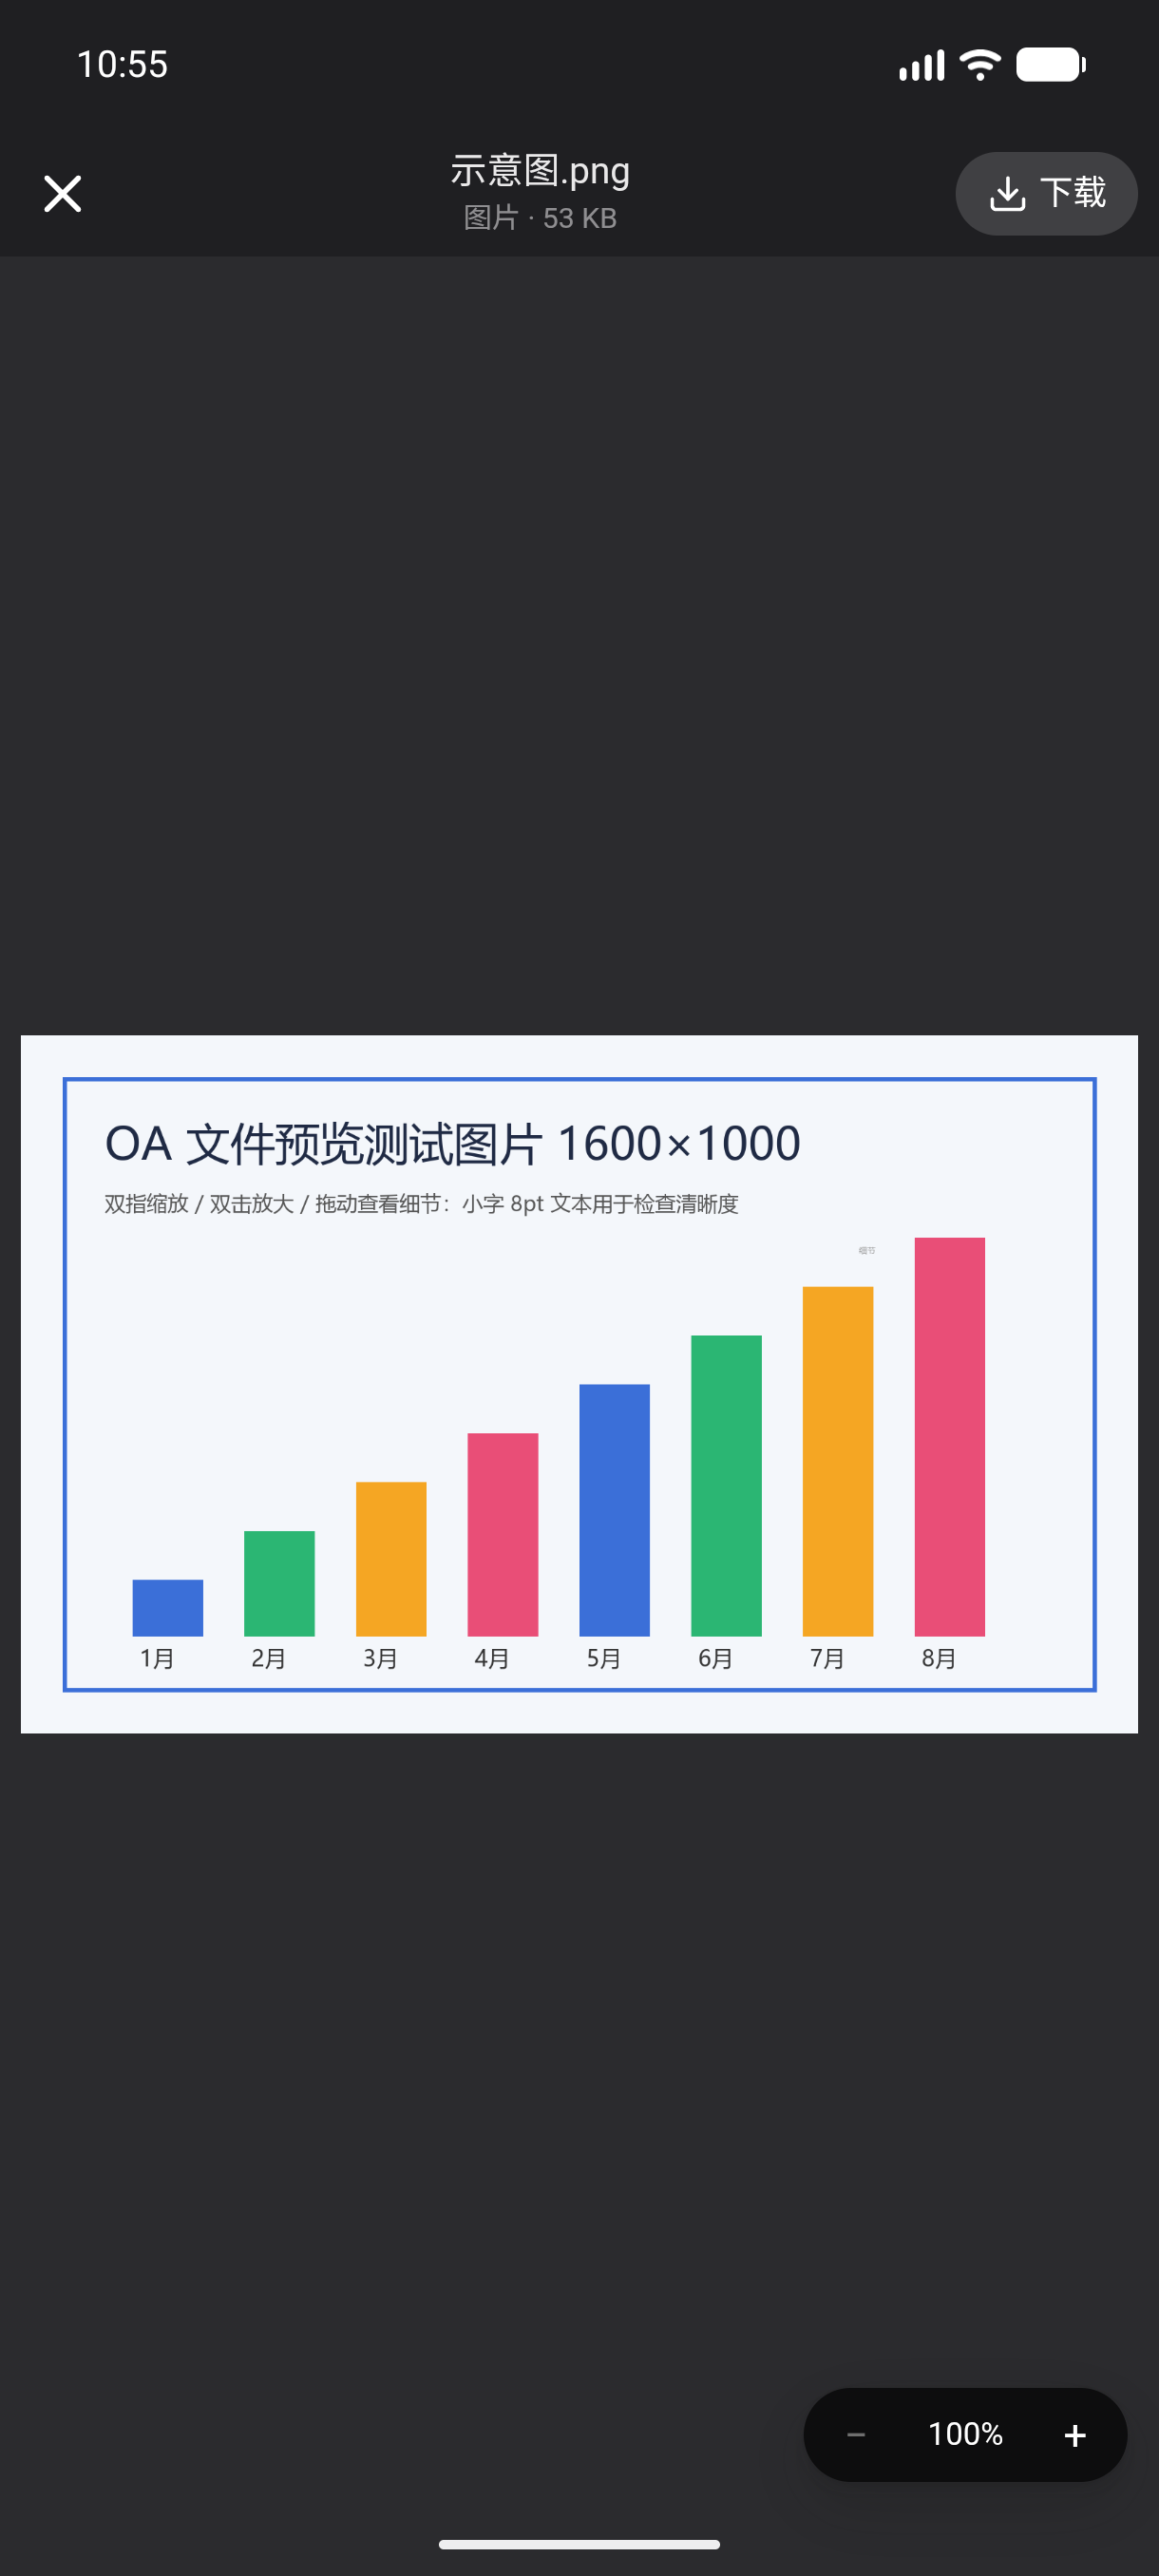 10:55
示意图.png
图片 · 53 KB
下载
OA 文件预览测试图片 1600×1000
双指缩放 / 双击放大 / 拖动查看细节：小字 8pt 文本用于检查清晰度
细节
1月 2月 3月 4月 5月 6月 7月 8月
− 100% +